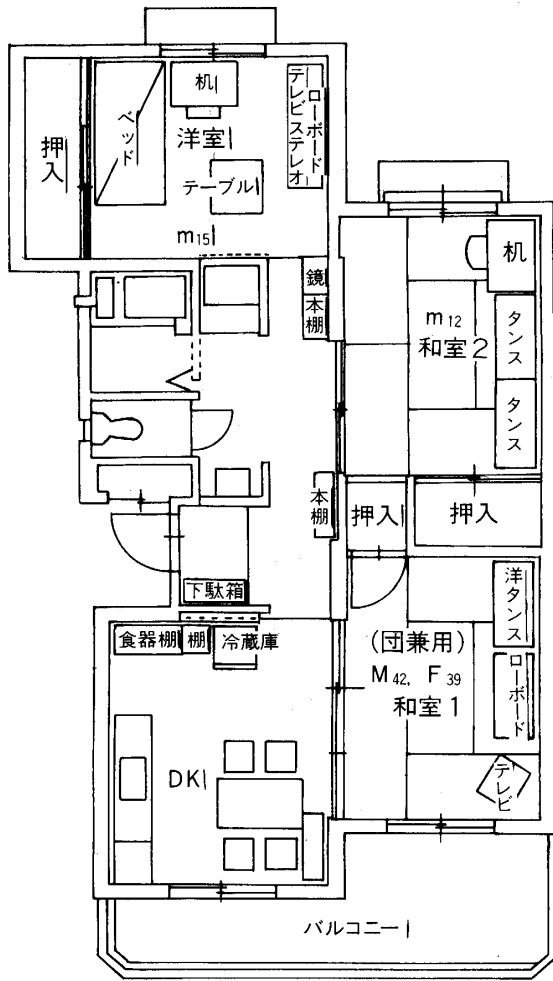 押入
ベッド
机
洋室
テーブル
ローボード
テレビステレオ
m15
鏡
本棚
机
m12
和室2
タンス
タンス
本棚
押入
押入
下駄箱
洋タンス
食器棚
棚
冷蔵庫
(団兼用)
M42, F39
和室1
ローボード
テレビ
DK
バルコニー